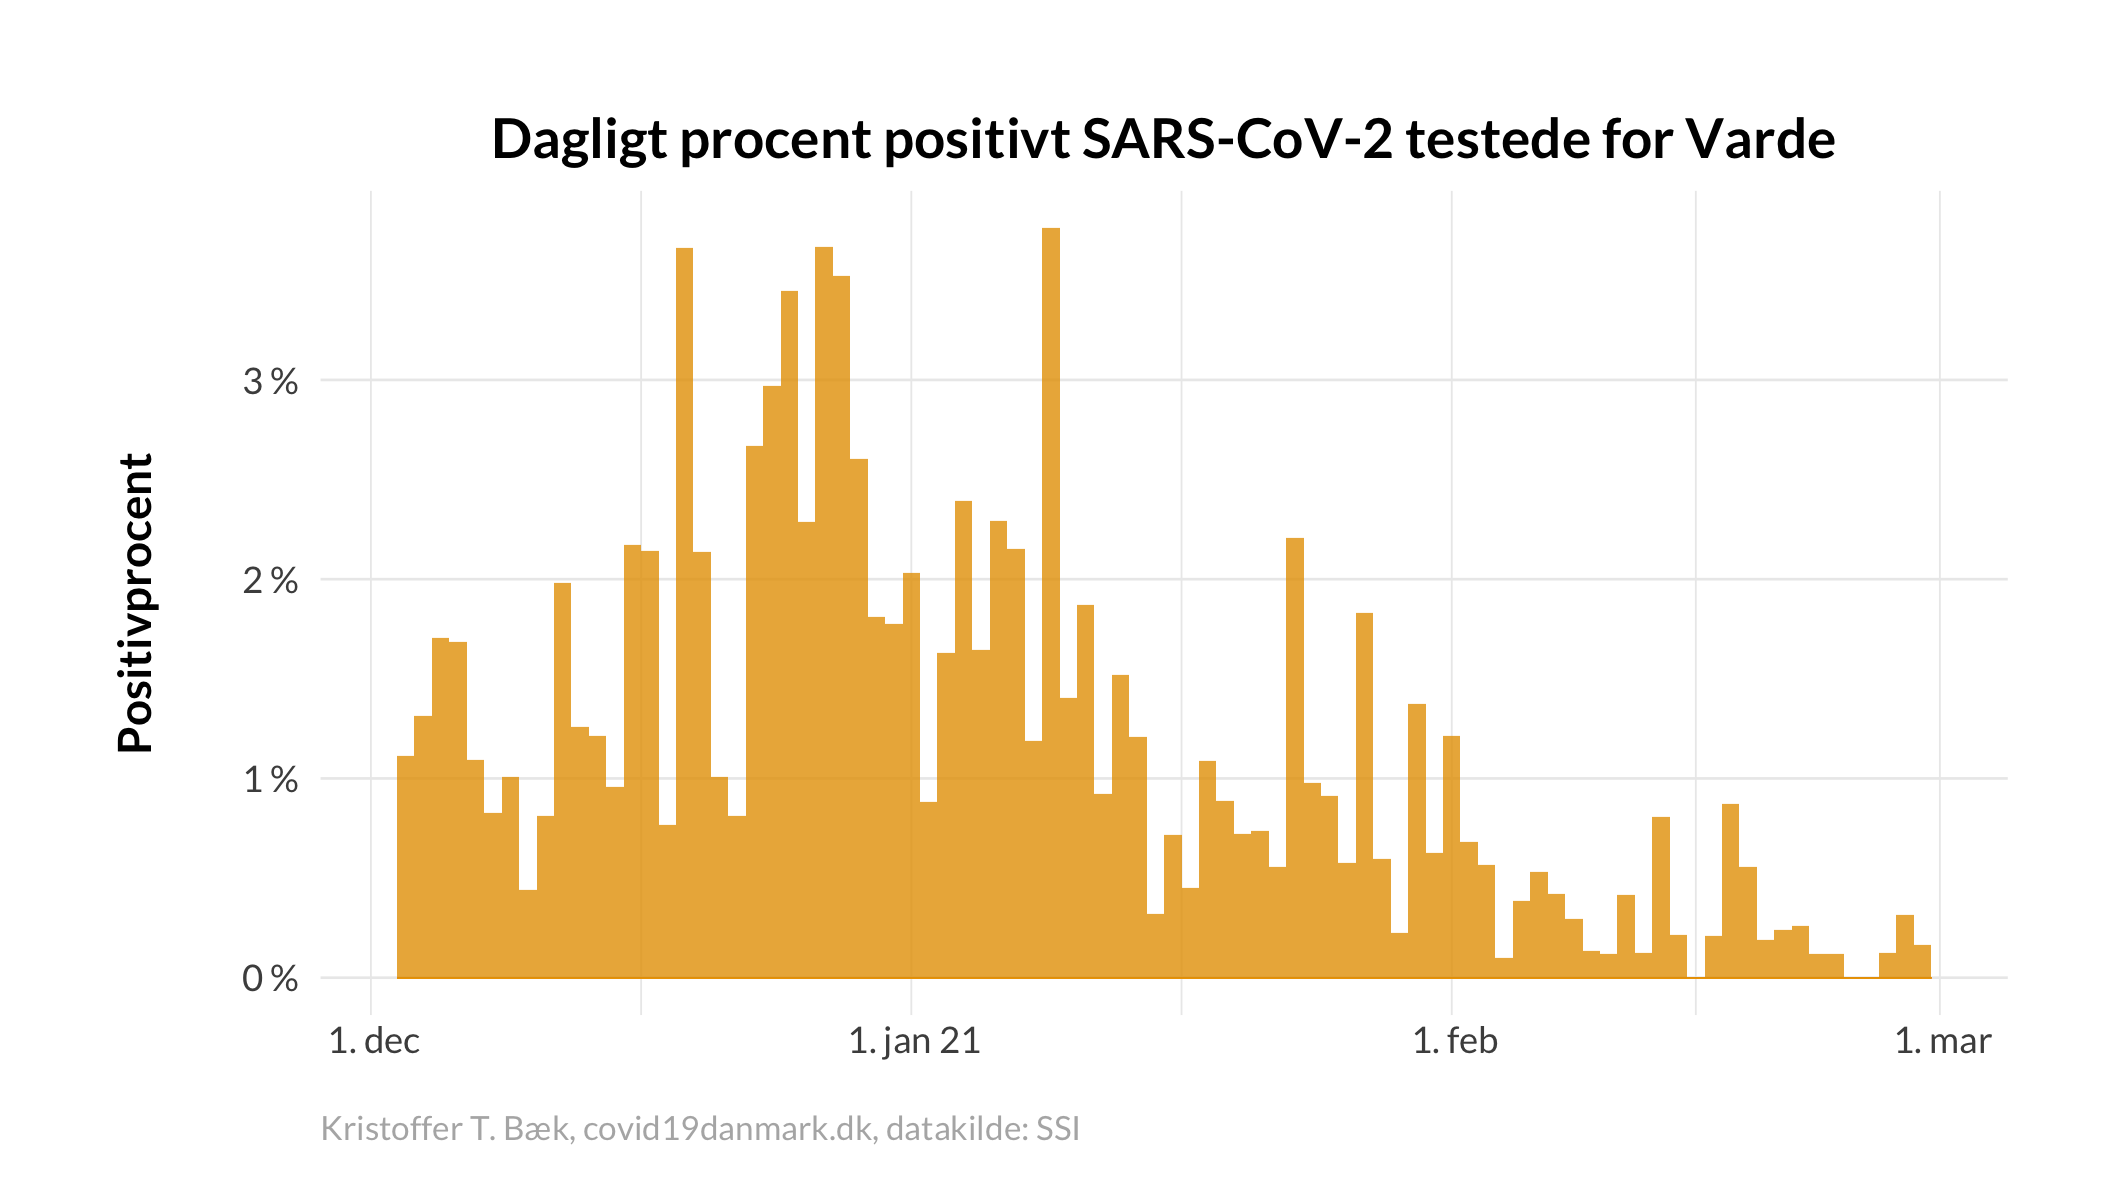 Dagligt procent positivt SARS-CoV-2 testede for Varde
Positivprocent
3 %
2 %
1 %
0 %
1. dec
1. jan 21
1. feb
1. mar
Kristoffer T. Bæk, covid19danmark.dk, datakilde: SSI